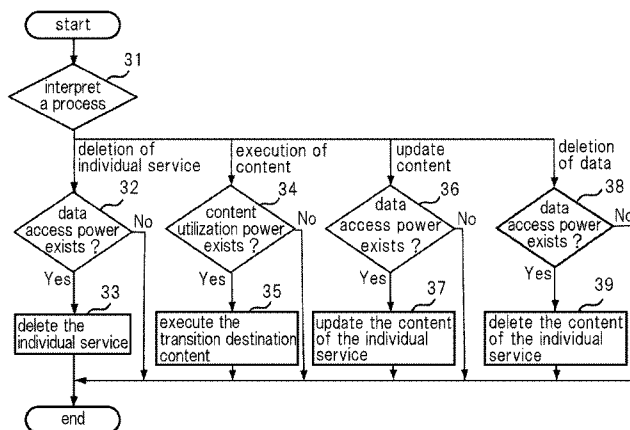 start
31
interpret
a process
deletion of
individual service
execution of
content
update
content
deletion
of data
32
data
access power
exists ?
No
Yes
34
content
utilization power
exists ?
No
Yes
36
data
access power
exists ?
No
Yes
38
data
access power
exists ?
No
Yes
33
delete the
individual service
35
execute the
transition destination
content
37
update the content
of the individual
service
39
delete the content
of the individual
service
end